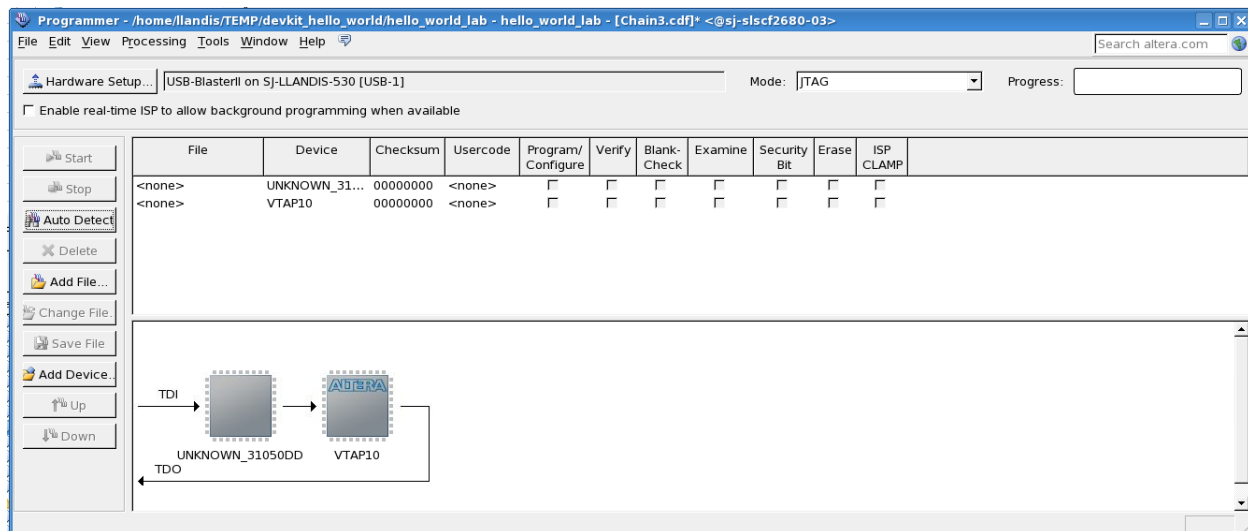 Programmer - /home/llandis/TEMP/devkit_hello_world/hello_world_lab - hello_world_lab - [Chain3.cdf]* <@sj-slscf2680-03>
File Edit View Processing Tools Window Help
Search altera.com
Hardware Setup... USB-BlasterII on SJ-LLANDIS-530 [USB-1] Mode: JTAG Progress:
Enable real-time ISP to allow background programming when available
Start
Stop
Auto Detect
Delete
Add File...
Change File.
Save File
Add Device.
Up
Down
File Device Checksum Usercode Program/ Configure Verify Blank- Check Examine Security Bit Erase ISP CLAMP
<none> UNKNOWN_31... 00000000 <none>
<none> VTAP10 00000000 <none>
TDI
ALTERA
UNKNOWN_31050DD VTAP10
TDO